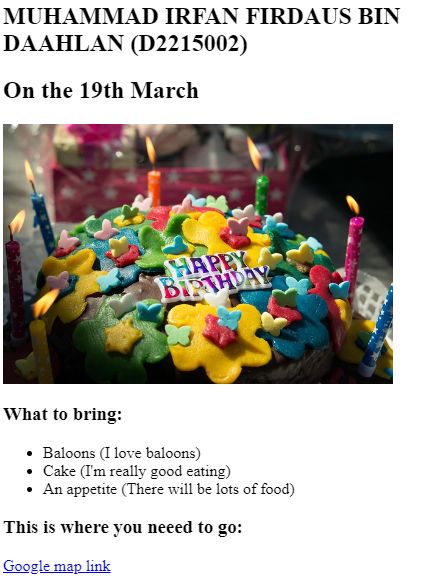 MUHAMMAD IRFAN FIRDAUS BIN
DAAHLAN (D2215002)
On the 19th March
HAPPY
BIRTHDAY
What to bring:
Baloons (I love baloons)
Cake (I'm really good eating)
An appetite (There will be lots of food)
This is where you neeed to go:
Google map link